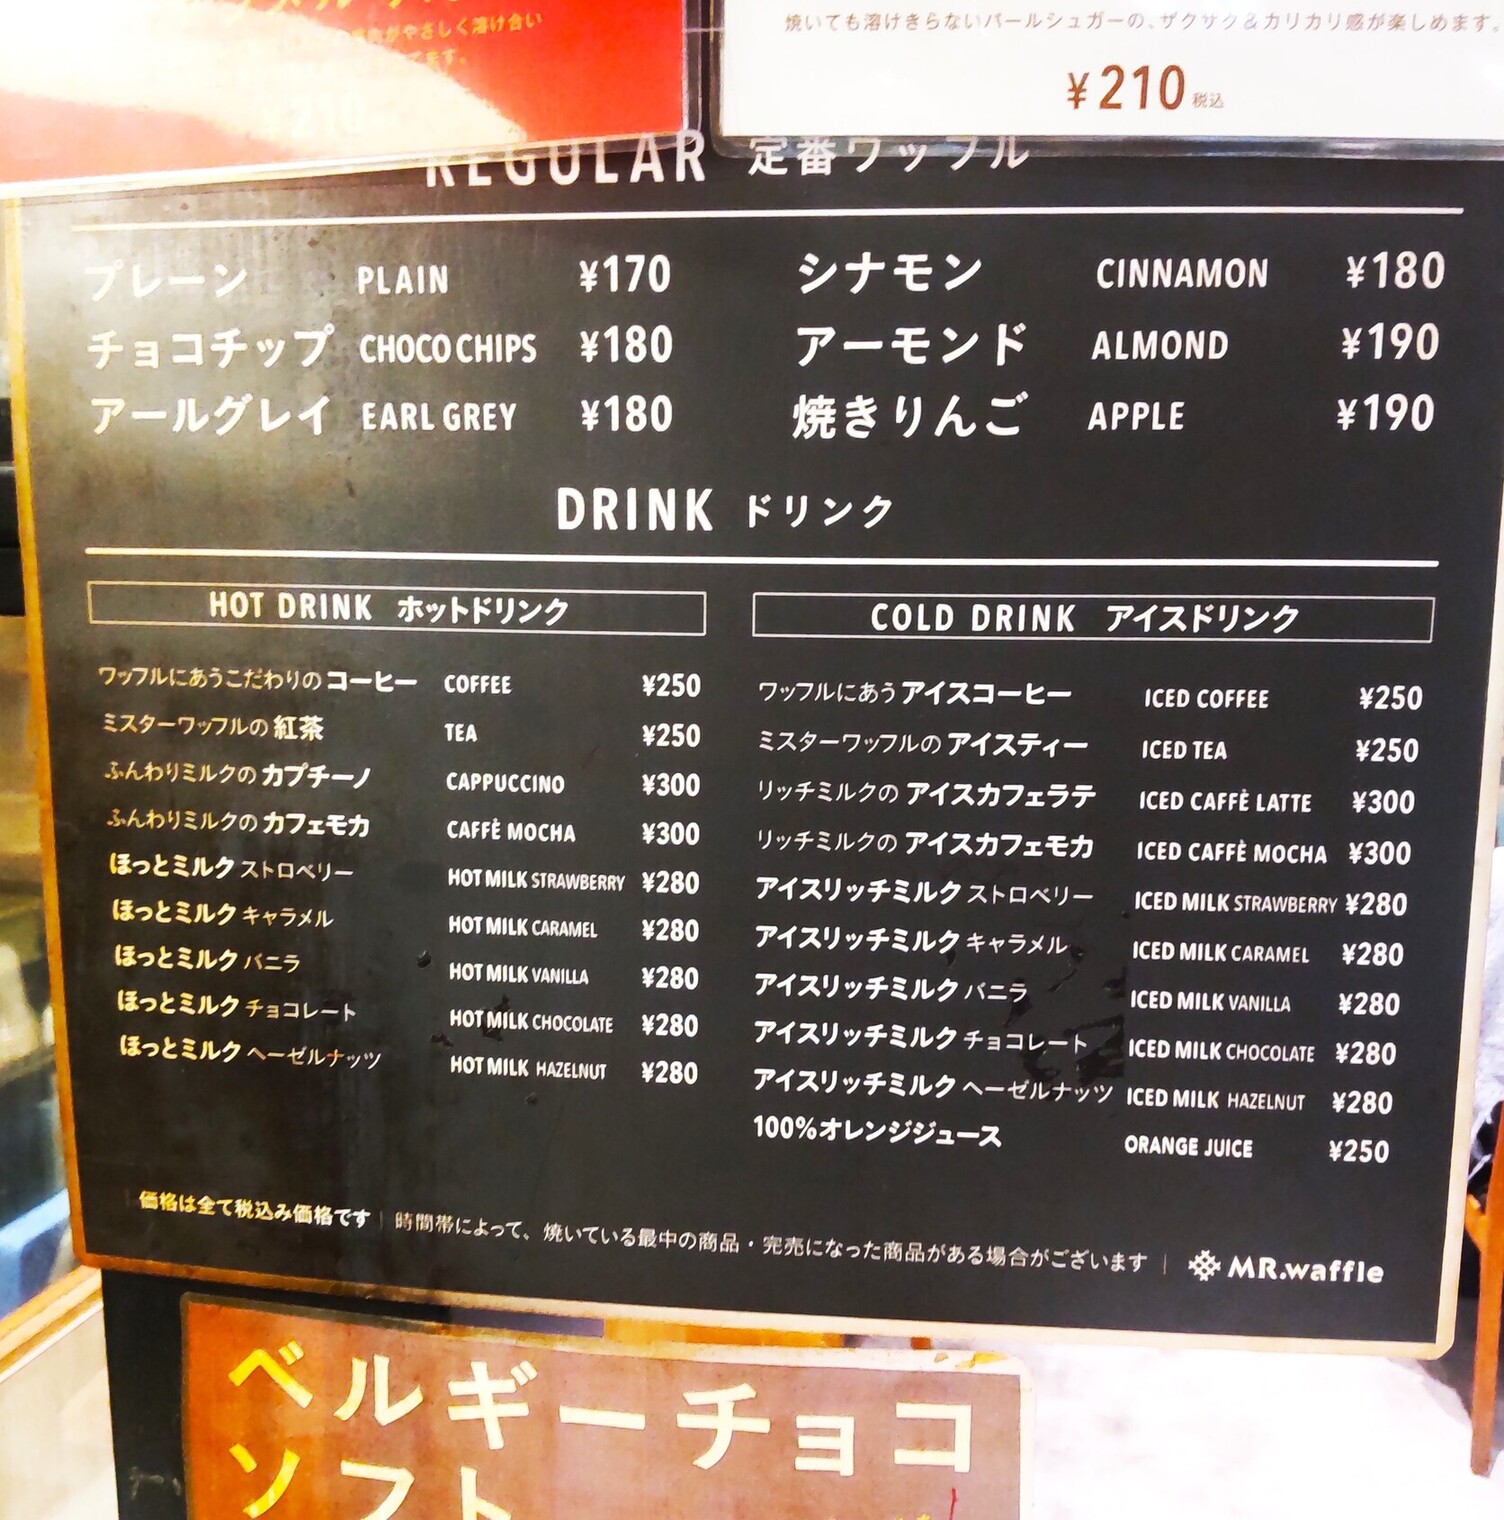 がやさしく溶け合い
ます。
210
焼いても溶けきらないパールシュガーの、ザクザク&カリカリ感が楽しめます。
¥210 税込
REGULAR 定番ワッフル
プレーン PLAIN ¥170
チョコチップ CHOCO CHIPS ¥180
アールグレイ EARL GREY ¥180
シナモン CINNAMON ¥180
アーモンド ALMOND ¥190
焼きりんご APPLE ¥190
DRINK ドリンク
HOT DRINK ホットドリンク
ワッフルにあうこだわりの コーヒー COFFEE ¥250
ミスターワッフルの 紅茶 TEA ¥250
ふんわりミルクの カプチーノ CAPPUCCINO ¥300
ふんわりミルクの カフェモカ CAFFÈ MOCHA ¥300
ほっとミルク ストロベリー HOT MILK STRAWBERRY ¥280
ほっとミルク キャラメル HOT MILK CARAMEL ¥280
ほっとミルク バニラ HOT MILK VANILLA ¥280
ほっとミルク チョコレート HOT MILK CHOCOLATE ¥280
ほっとミルク ヘーゼルナッツ HOT MILK HAZELNUT ¥280
COLD DRINK アイスドリンク
ワッフルにあう アイスコーヒー ICED COFFEE ¥250
ミスターワッフルの アイスティー ICED TEA ¥250
リッチミルクの アイスカフェラテ ICED CAFFÈ LATTE ¥300
リッチミルクの アイスカフェモカ ICED CAFFÈ MOCHA ¥300
アイスリッチミルク ストロベリー ICED MILK STRAWBERRY ¥280
アイスリッチミルク キャラメル ICED MILK CARAMEL ¥280
アイスリッチミルク バニラ ICED MILK VANILLA ¥280
アイスリッチミルク チョコレート ICED MILK CHOCOLATE ¥280
アイスリッチミルク ヘーゼルナッツ ICED MILK HAZELNUT ¥280
100%オレンジジュース ORANGE JUICE ¥250
価格は全て税込み価格です | 時間帯によって、焼いている最中の商品・完売になった商品がある場合がございます | MR.waffle
ベルギーチョコ
ソフト